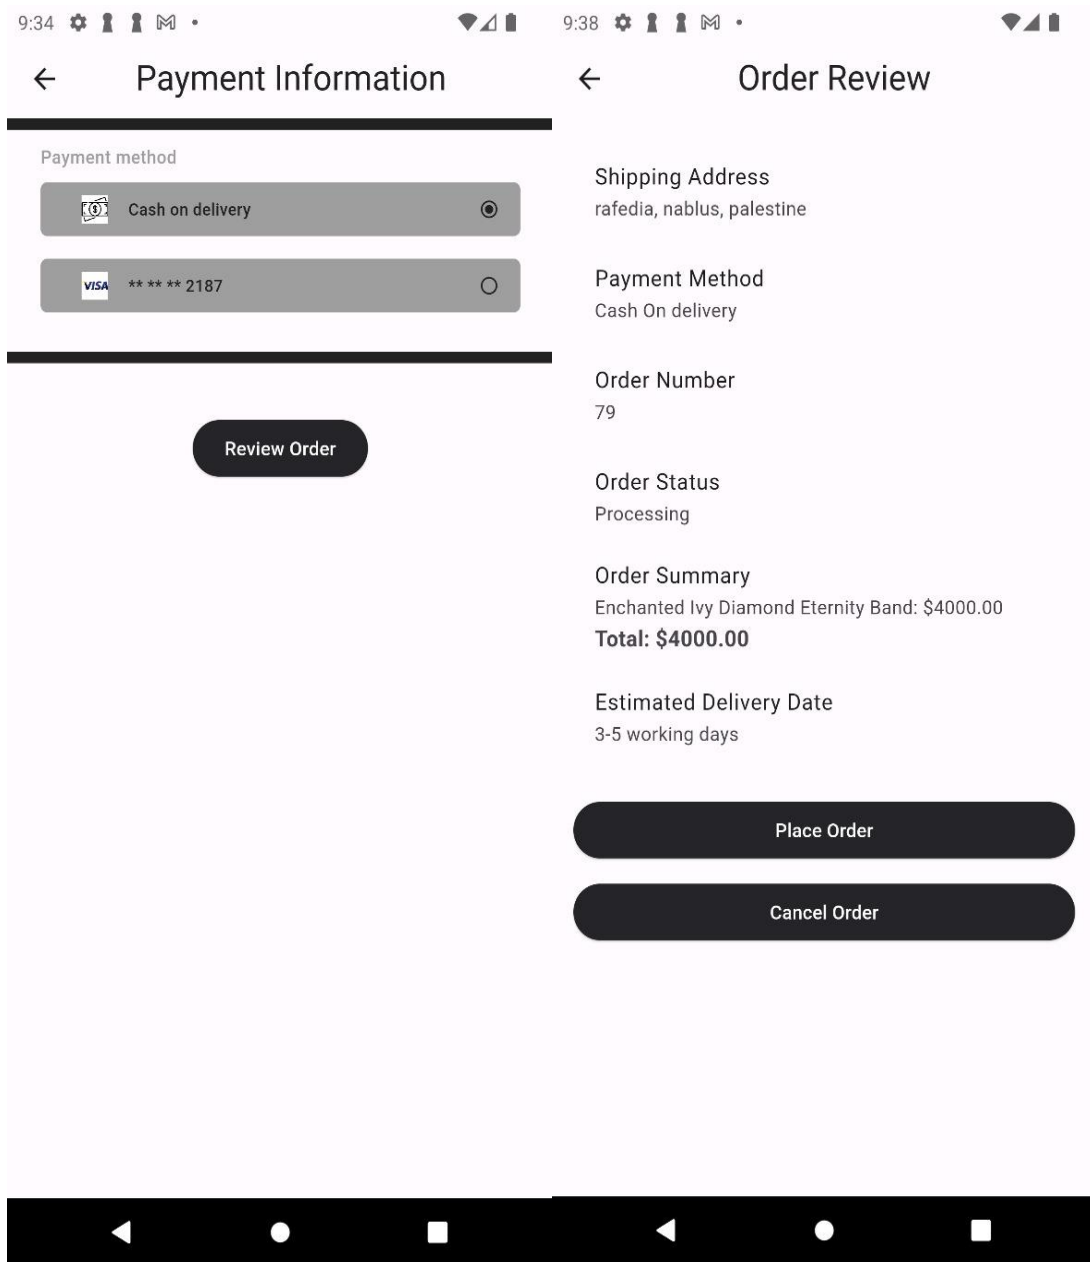 9:34
Payment Information
Payment method
Cash on delivery
VISA ** ** ** 2187
Review Order
9:38
Order Review
Shipping Address
rafedia, nablus, palestine
Payment Method
Cash On delivery
Order Number
79
Order Status
Processing
Order Summary
Enchanted Ivy Diamond Eternity Band: $4000.00
Total: $4000.00
Estimated Delivery Date
3-5 working days
Place Order
Cancel Order